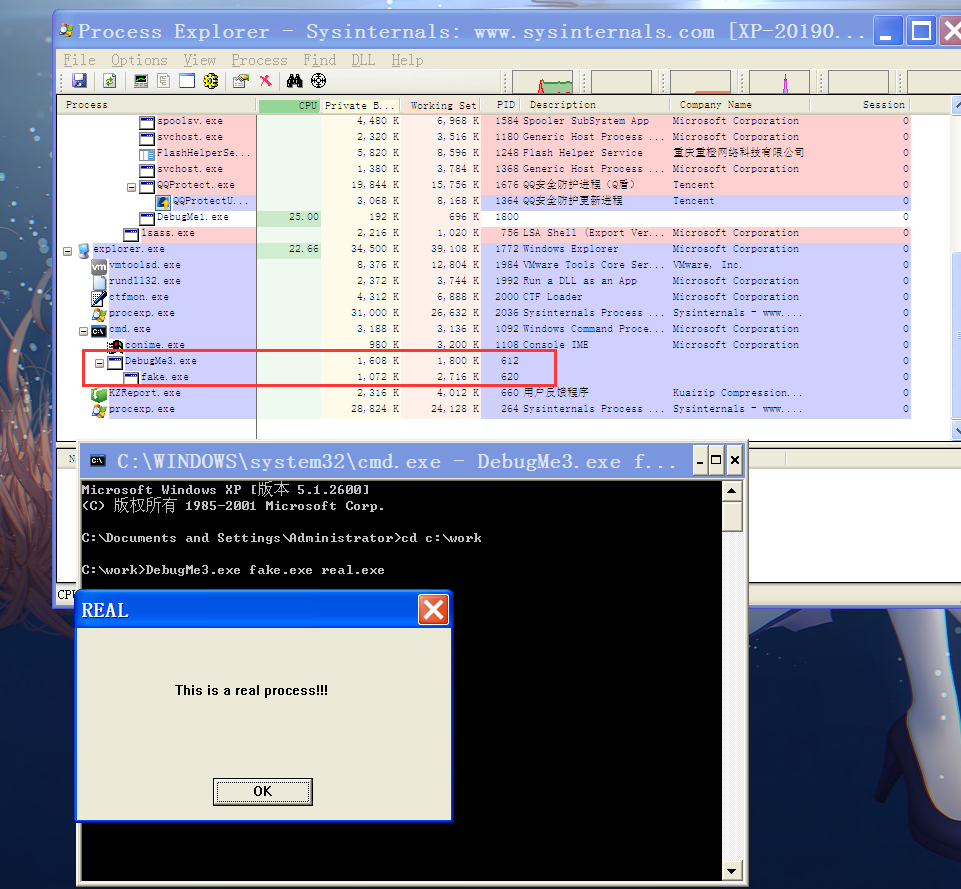 Process Explorer - Sysinternals: www.sysinternals.com [XP-20190...
File Options View Process Find DLL Help
Process CPU Private B... Working Set PID Description Company Name Session
spoolsv.exe 4,480 K 6,968 K 1584 Spooler SubSystem App Microsoft Corporation 0
svchost.exe 2,320 K 3,516 K 1180 Generic Host Process ... Microsoft Corporation 0
FlashHelperSe... 5,820 K 8,596 K 1248 Flash Helper Service 重庆重橙网络科技有限公司 0
svchost.exe 1,380 K 3,784 K 1368 Generic Host Process ... Microsoft Corporation 0
QQProtect.exe 19,844 K 15,756 K 1676 QQ安全防护进程（Q盾） Tencent 0
QQProtectU... 3,068 K 8,168 K 1364 QQ安全防护更新进程 Tencent 0
DebugMe1.exe 25.00 192 K 696 K 1800 0
lsass.exe 2,216 K 1,020 K 756 LSA Shell (Export Ver... Microsoft Corporation 0
explorer.exe 22.66 34,500 K 39,108 K 1772 Windows Explorer Microsoft Corporation 0
vm vmtoolsd.exe 8,376 K 12,804 K 1984 VMware Tools Core Ser... VMware, Inc. 0
rundll32.exe 2,372 K 3,744 K 1992 Run a DLL as an App Microsoft Corporation 0
ctfmon.exe 4,312 K 6,888 K 2000 CTF Loader Microsoft Corporation 0
procexp.exe 31,000 K 26,632 K 2036 Sysinternals Process ... Sysinternals - www.... 0
C:\ cmd.exe 3,188 K 3,136 K 1092 Windows Command Proce... Microsoft Corporation 0
conime.exe 980 K 3,200 K 1108 Console IME Microsoft Corporation 0
DebugMe3.exe 1,608 K 1,800 K 612 0
fake.exe 1,072 K 2,716 K 620 0
KZReport.exe 2,316 K 4,012 K 660 用户反馈程序 Kuaizip Compression... 0
procexp.exe 28,824 K 24,128 K 264 Sysinternals Process ... Sysinternals - www.... 0
C:\ C:\WINDOWS\system32\cmd.exe - DebugMe3.exe f...
Microsoft Windows XP [版本 5.1.2600]
(C) 版权所有 1985-2001 Microsoft Corp.
C:\Documents and Settings\Administrator>cd c:\work
C:\work>DebugMe3.exe fake.exe real.exe
CPU
REAL
This is a real process!!!
OK